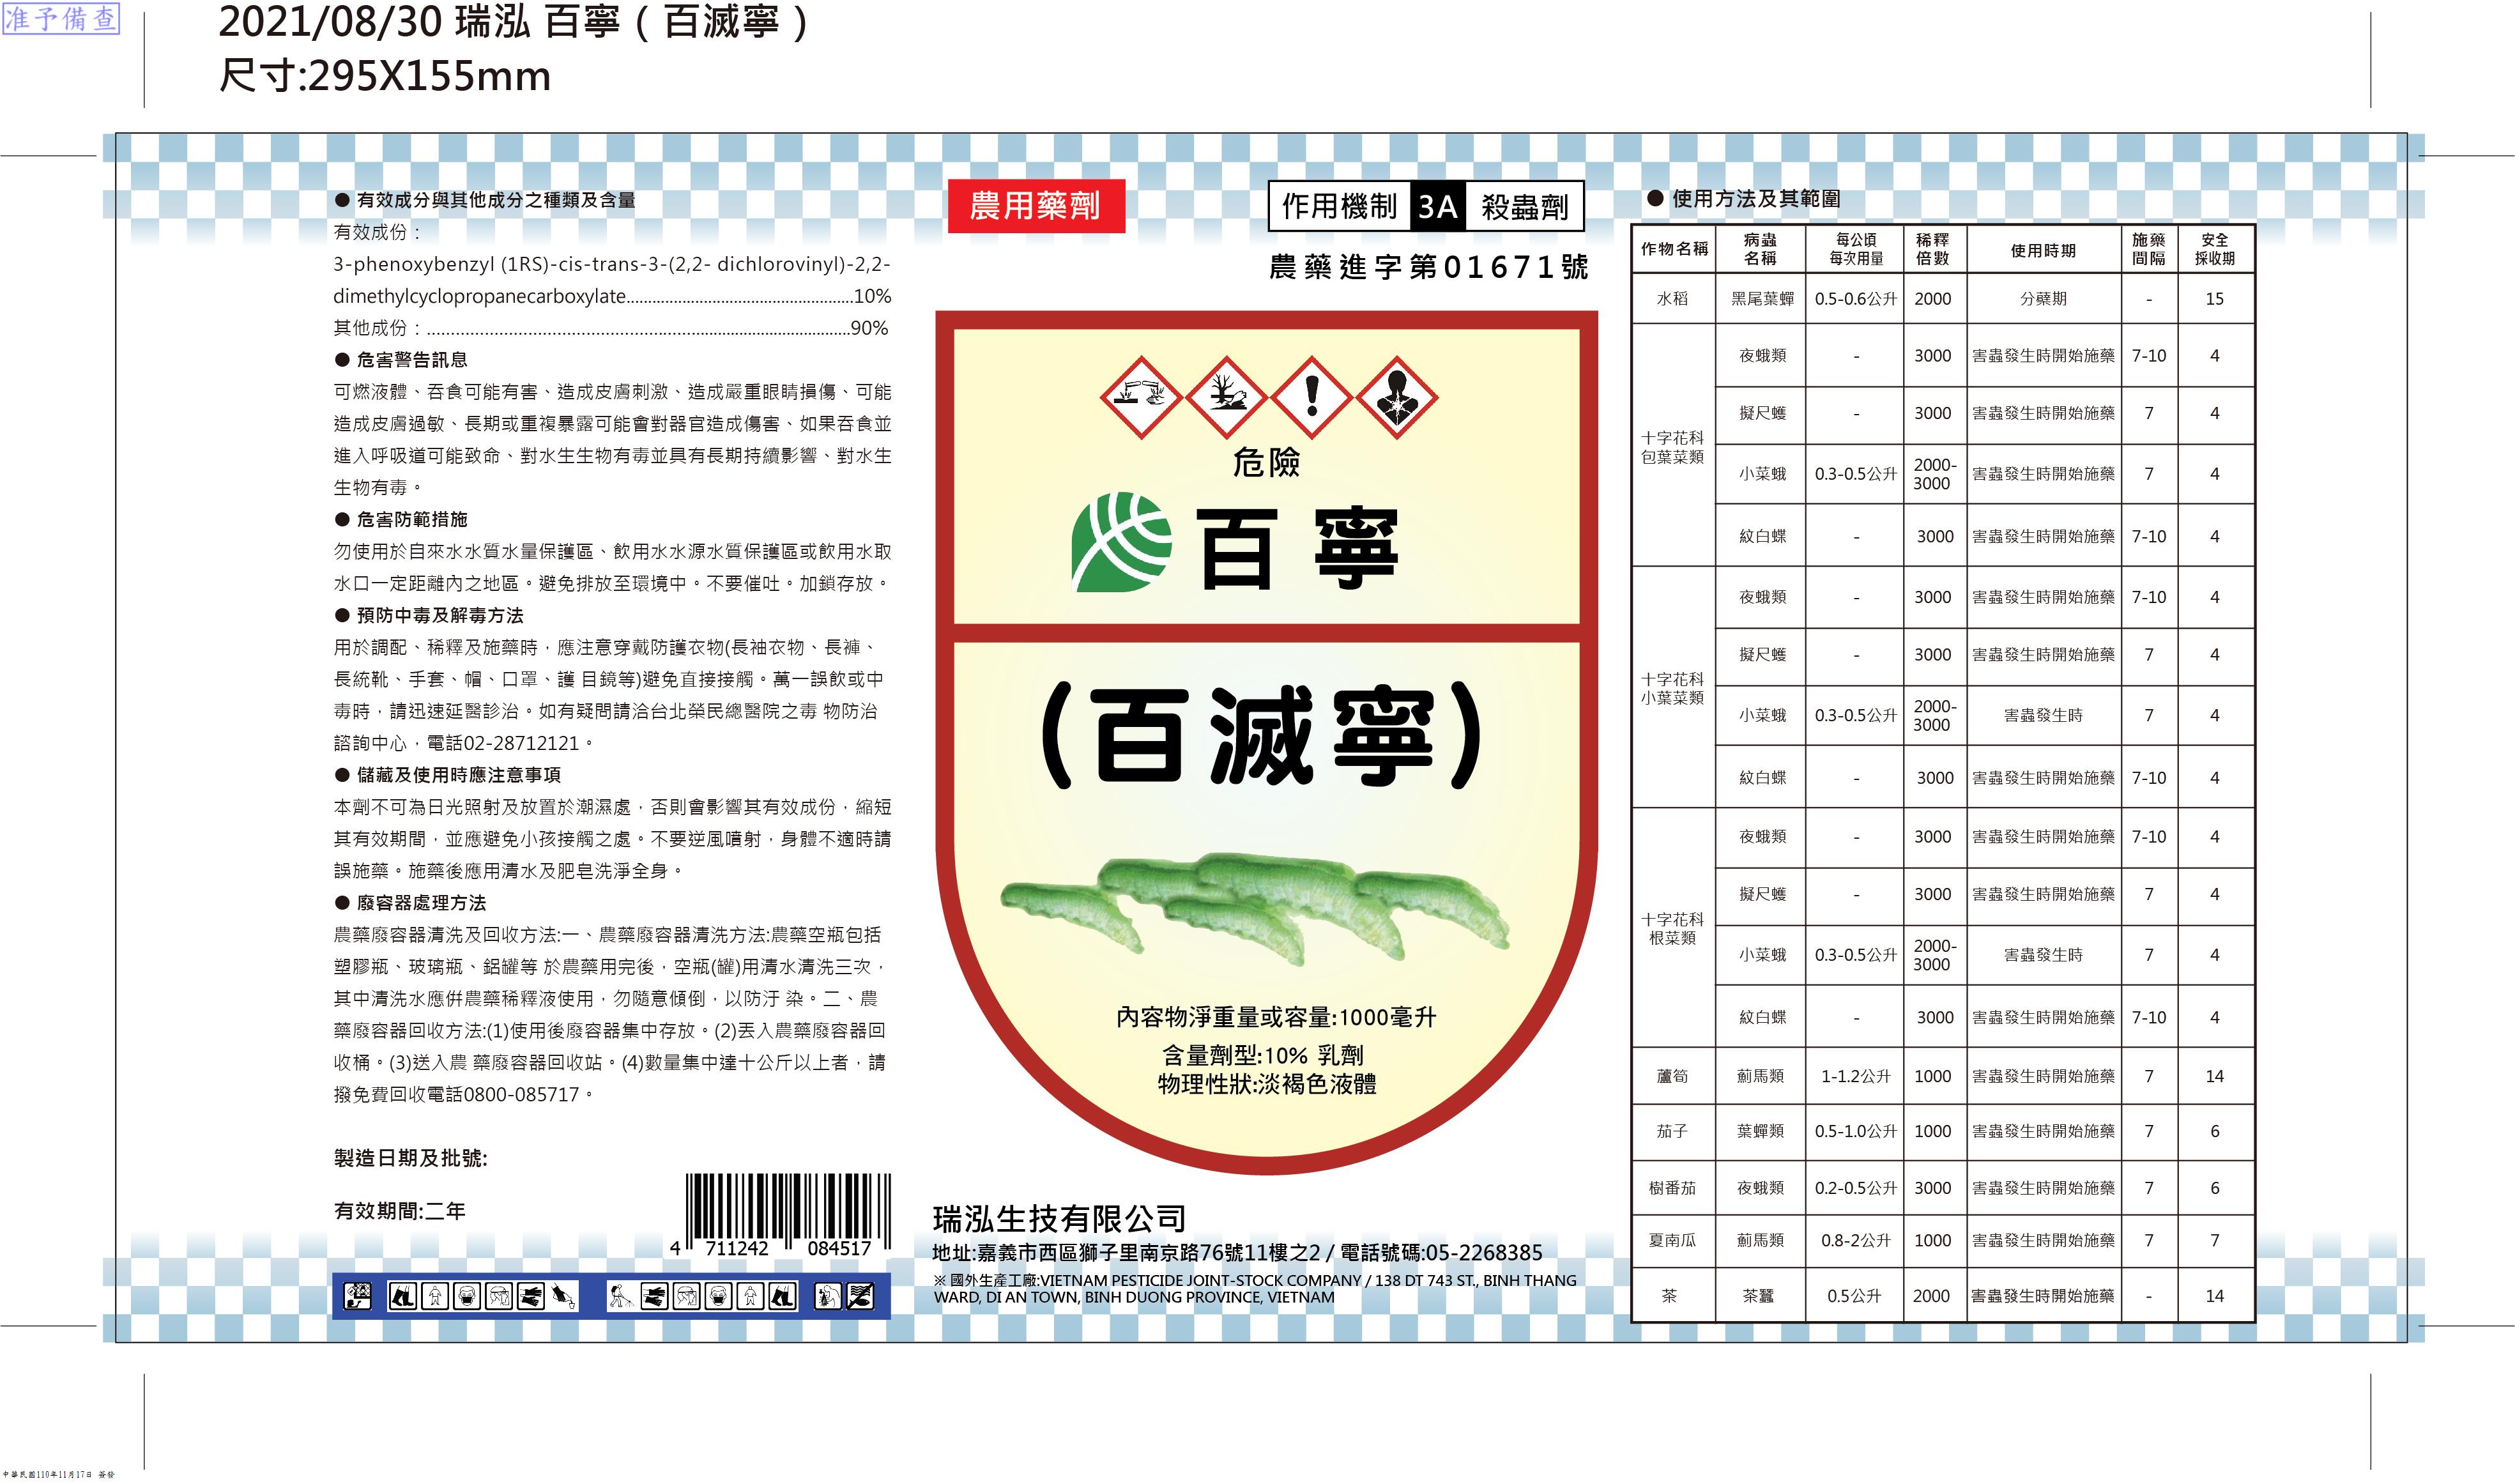 准予備查
2021/08/30 瑞泓 百寧（百滅寧）
尺寸:295X155mm
● 有效成分與其他成分之種類及含量
有效成份：
3-phenoxybenzyl (1RS)-cis-trans-3-(2,2- dichlorovinyl)-2,2-
dimethylcyclopropanecarboxylate.....................................................10%
其他成份：..........................................................................................90%
● 危害警告訊息
可燃液體、吞食可能有害、造成皮膚刺激、造成嚴重眼睛損傷、可能
造成皮膚過敏、長期或重複暴露可能會對器官造成傷害、如果吞食並
進入呼吸道可能致命、對水生生物有毒並具有長期持續影響、對水生
生物有毒。
● 危害防範措施
勿使用於自來水水質水量保護區、飲用水水源水質保護區或飲用水取
水口一定距離內之地區。避免排放至環境中。不要催吐。加鎖存放。
● 預防中毒及解毒方法
用於調配、稀釋及施藥時，應注意穿戴防護衣物(長袖衣物、長褲、
長統靴、手套、帽、口罩、護 目鏡等)避免直接接觸。萬一誤飲或中
毒時，請迅速延醫診治。如有疑問請洽台北榮民總醫院之毒 物防治
諮詢中心，電話02-28712121。
● 儲藏及使用時應注意事項
本劑不可為日光照射及放置於潮濕處，否則會影響其有效成份，縮短
其有效期間，並應避免小孩接觸之處。不要逆風噴射，身體不適時請
誤施藥。施藥後應用清水及肥皂洗淨全身。
● 廢容器處理方法
農藥廢容器清洗及回收方法:一、農藥廢容器清洗方法:農藥空瓶包括
塑膠瓶、玻璃瓶、鋁罐等 於農藥用完後，空瓶(罐)用清水清洗三次，
其中清洗水應倂農藥稀釋液使用，勿隨意傾倒，以防汙 染。二、農
藥廢容器回收方法:(1)使用後廢容器集中存放。(2)丟入農藥廢容器回
收桶。(3)送入農 藥廢容器回收站。(4)數量集中達十公斤以上者，請
撥免費回收電話0800-085717。
製造日期及批號:
有效期間:二年
4 711242 084517
農用藥劑
作用機制 3A 殺蟲劑
農藥進字第01671號
危險
百寧
(百滅寧)
內容物淨重量或容量:1000毫升
含量劑型:10% 乳劑
物理性狀:淡褐色液體
瑞泓生技有限公司
地址:嘉義市西區獅子里南京路76號11樓之2 / 電話號碼:05-2268385
※ 國外生產工廠:VIETNAM PESTICIDE JOINT-STOCK COMPANY / 138 DT 743 ST., BINH THANG
WARD, DI AN TOWN, BINH DUONG PROVINCE, VIETNAM
● 使用方法及其範圍
作物名稱 病蟲名稱 每公頃每次用量 稀釋倍數 使用時期 施藥間隔 安全採收期
水稻 黑尾葉蟬 0.5-0.6公升 2000 分蘗期 - 15
十字花科包葉菜類 夜蛾類 - 3000 害蟲發生時開始施藥 7-10 4
擬尺蠖 - 3000 害蟲發生時開始施藥 7 4
小菜蛾 0.3-0.5公升 2000-3000 害蟲發生時開始施藥 7 4
紋白蝶 - 3000 害蟲發生時開始施藥 7-10 4
十字花科小葉菜類 夜蛾類 - 3000 害蟲發生時開始施藥 7-10 4
擬尺蠖 - 3000 害蟲發生時開始施藥 7 4
小菜蛾 0.3-0.5公升 2000-3000 害蟲發生時 7 4
紋白蝶 - 3000 害蟲發生時開始施藥 7-10 4
十字花科根菜類 夜蛾類 - 3000 害蟲發生時開始施藥 7-10 4
擬尺蠖 - 3000 害蟲發生時開始施藥 7 4
小菜蛾 0.3-0.5公升 2000-3000 害蟲發生時 7 4
紋白蝶 - 3000 害蟲發生時開始施藥 7-10 4
蘆筍 薊馬類 1-1.2公升 1000 害蟲發生時開始施藥 7 14
茄子 葉蟬類 0.5-1.0公升 1000 害蟲發生時開始施藥 7 6
樹番茄 夜蛾類 0.2-0.5公升 3000 害蟲發生時開始施藥 7 6
夏南瓜 薊馬類 0.8-2公升 1000 害蟲發生時開始施藥 7 7
茶 茶蠶 0.5公升 2000 害蟲發生時開始施藥 - 14
中華民國110年11月17日 簽發